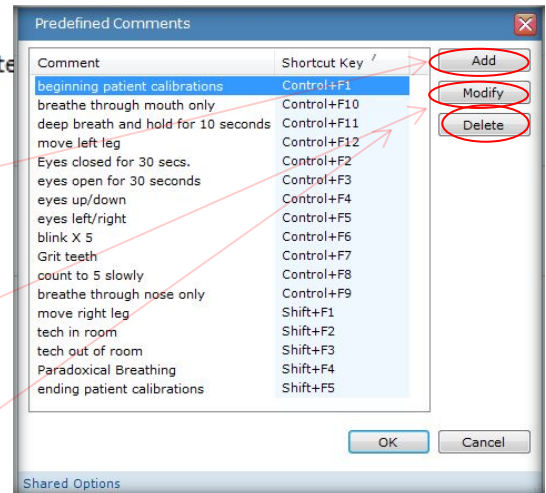 Predefined Comments
Comment Shortcut Key
Add
beginning patient calibrations Control+F1
Modify
breathe through mouth only Control+F10
deep breath and hold for 10 seconds Control+F11
Delete
move left leg Control+F12
Eyes closed for 30 secs. Control+F2
eyes open for 30 seconds Control+F3
eyes up/down Control+F4
eyes left/right Control+F5
blink X 5 Control+F6
Grit teeth Control+F7
count to 5 slowly Control+F8
breathe through nose only Control+F9
move right leg Shift+F1
tech in room Shift+F2
tech out of room Shift+F3
Paradoxical Breathing Shift+F4
ending patient calibrations Shift+F5
OK Cancel
Shared Options